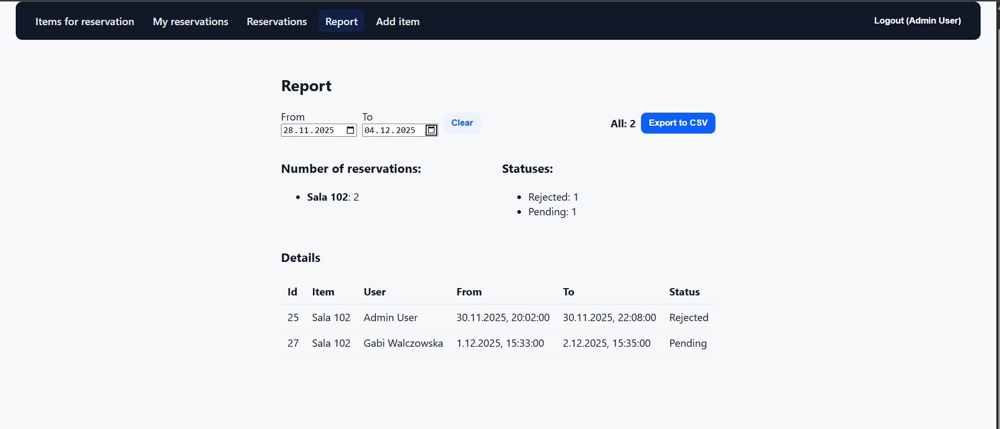 Items for reservation My reservations Reservations Report Add item Logout (Admin User)
Report
From To
28.11.2025 04.12.2025 Clear All: 2 Export to CSV
Number of reservations: Statuses:
Sala 102: 2 Rejected: 1
Pending: 1
Details
Id Item User From To Status
25 Sala 102 Admin User 30.11.2025, 20:02:00 30.11.2025, 22:08:00 Rejected
27 Sala 102 Gabi Walczowska 1.12.2025, 15:33:00 2.12.2025, 15:35:00 Pending